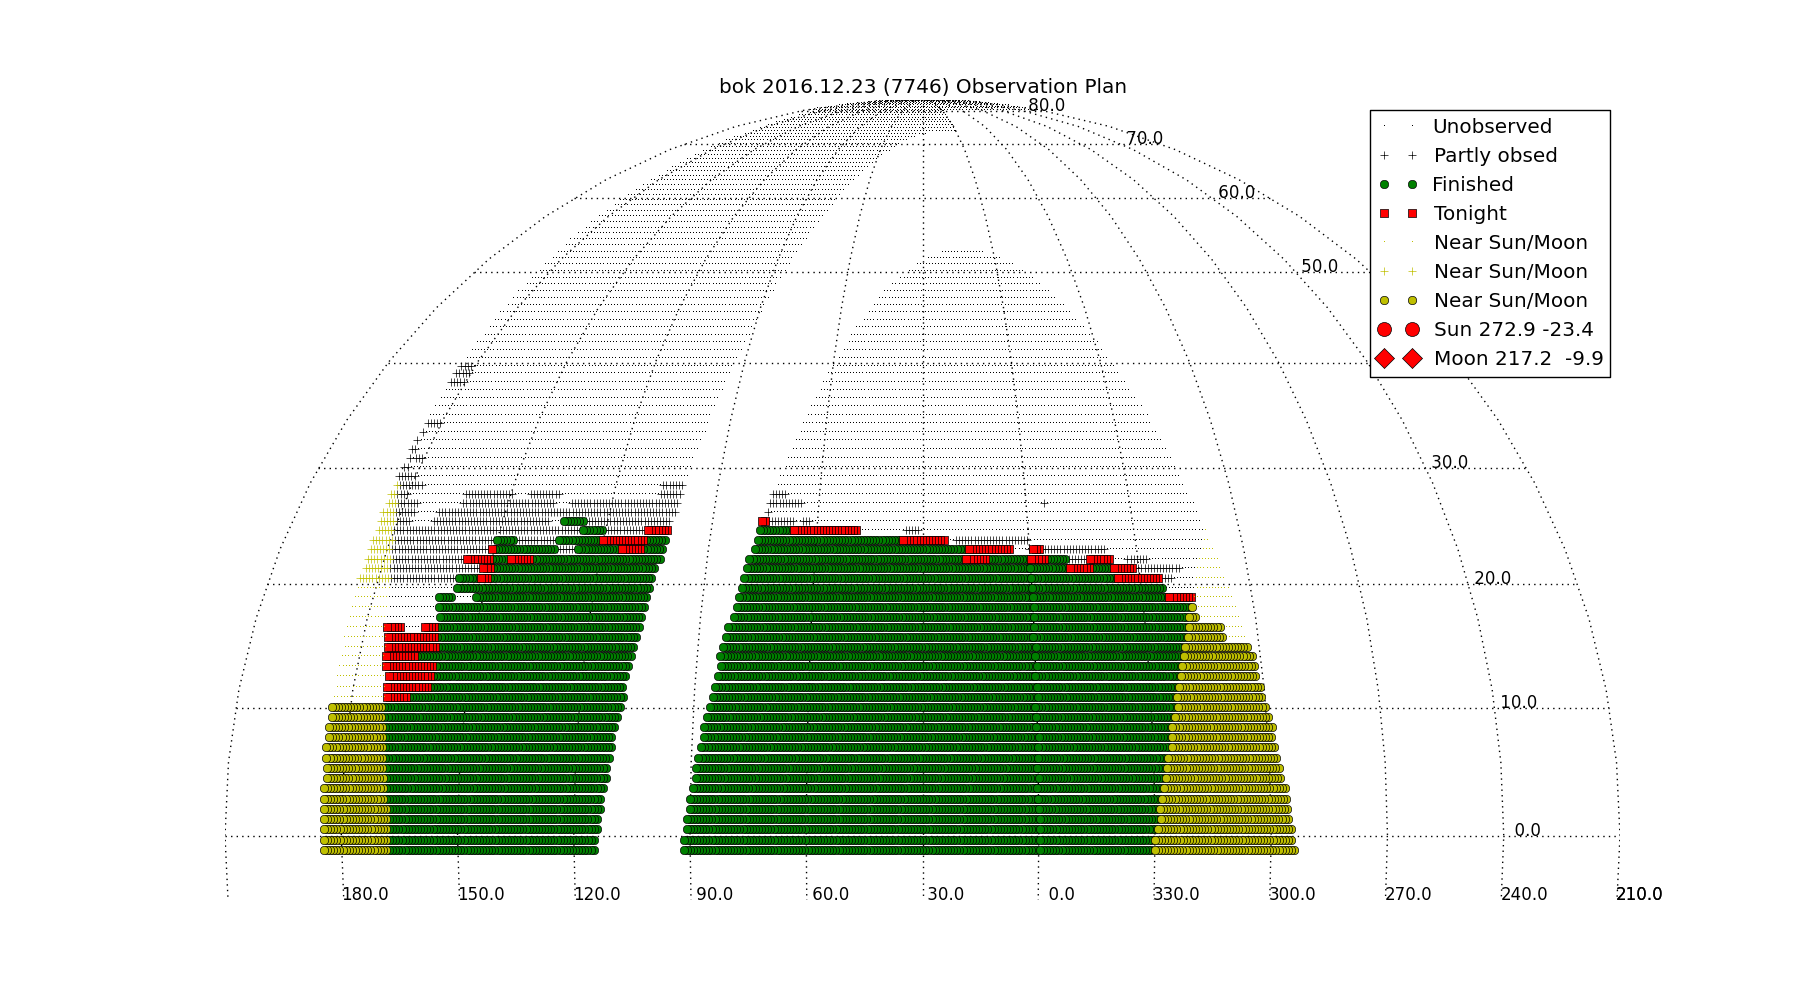 bok 2016.12.23 (7746) Observation Plan
80.0
70.0
60.0
50.0
30.0
20.0
10.0
0.0
180.0 150.0 120.0 90.0 60.0 30.0 0.0 330.0 300.0 270.0 240.0 210.0
Unobserved
Partly obsed
Finished
Tonight
Near Sun/Moon
Near Sun/Moon
Near Sun/Moon
Sun 272.9 -23.4
Moon 217.2 -9.9